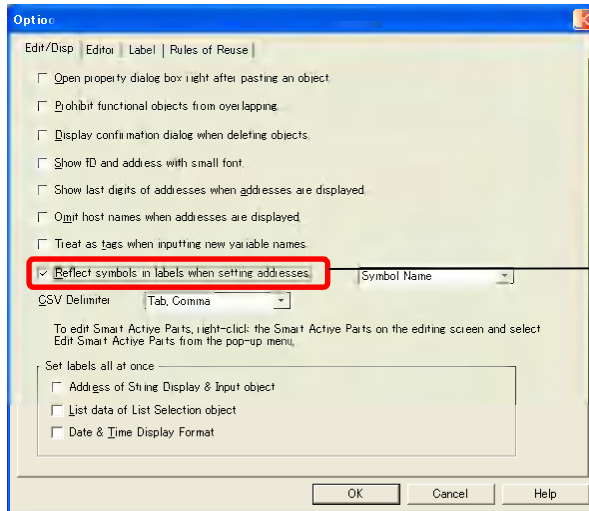 Option
Edit/Disp Editor Label Rules of Reuse
Open property dialog box right after pasting an object.
Prohibit functional objects from overlapping.
Display confirmation dialog when deleting objects.
Show ID and address with small font.
Show last digits of addresses when addresses are displayed.
Omit host names when addresses are displayed.
Treat as tags when inputting new variable names.
Reflect symbols in labels when setting addresses. Symbol Name
CSV Delimiter Tab, Comma
To edit Smart Active Parts, right-click the Smart Active Parts on the editing screen and select
Edit Smart Active Parts from the pop-up menu.
Set labels all at once
Address of String Display & Input object
List data of List Selection object
Date & Time Display Format
OK Cancel Help